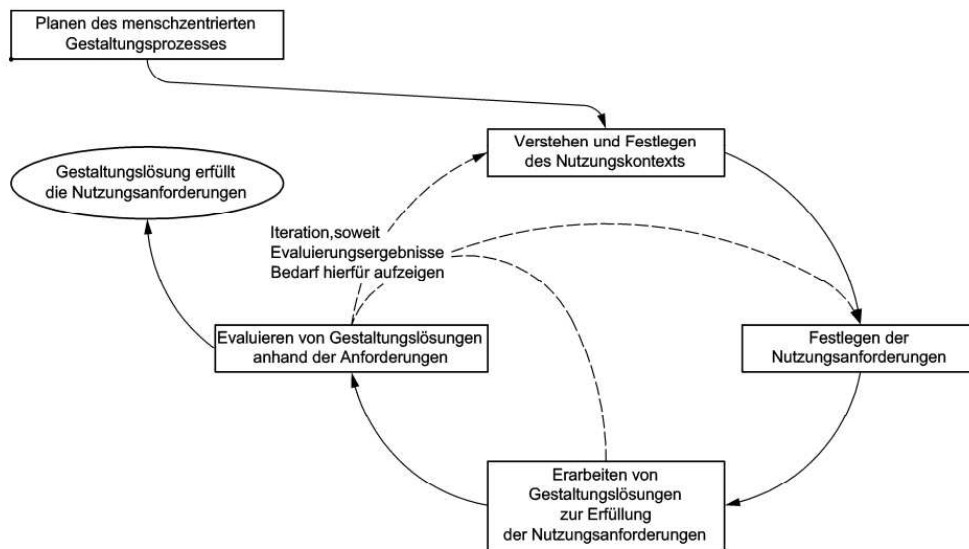 Planen des menschzentrierten
Gestaltungsprozesses
Verstehen und Festlegen
des Nutzungskontexts
Gestaltungslösung erfüllt
die Nutzungsanforderungen
Iteration,soweit
Evaluierungsergebnisse
Bedarf hierfür aufzeigen
Evaluieren von Gestaltungslösungen
anhand der Anforderungen
Festlegen der
Nutzungsanforderungen
Erarbeiten von
Gestaltungslösungen
zur Erfüllung
der Nutzungsanforderungen